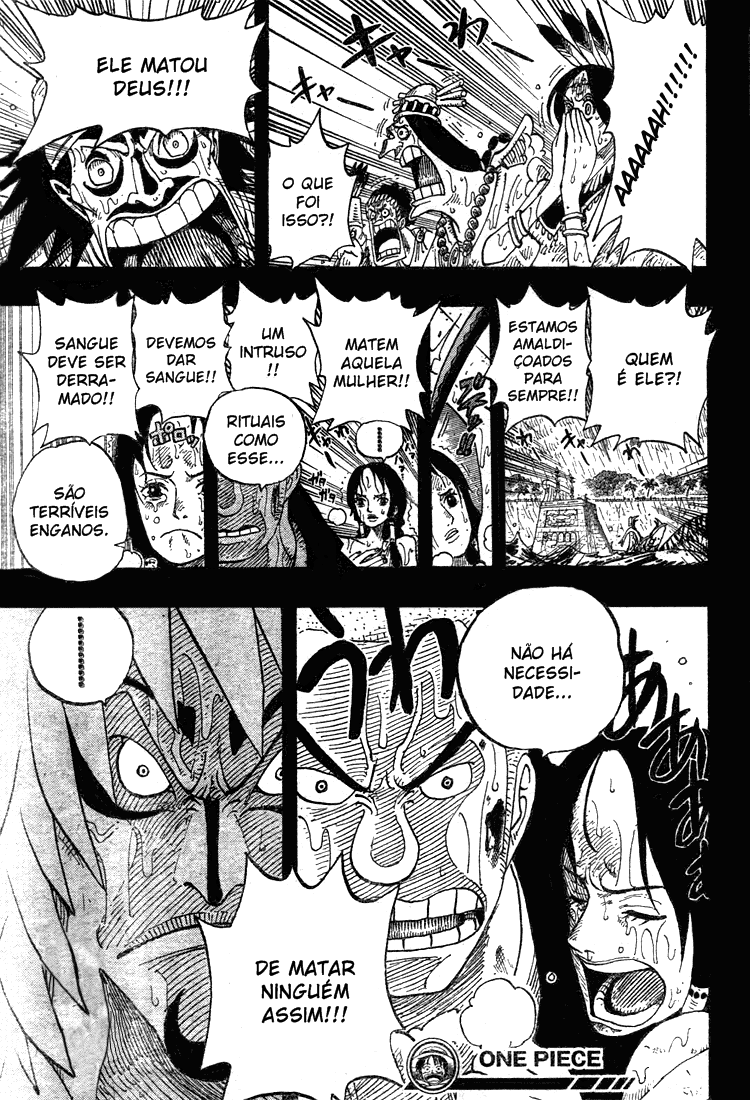 AAAAAAH!!!!!!
O QUE
FOI
ISSO?!
ELE MATOU
DEUS!!!
QUEM
É ELE?!
ESTAMOS
AMALDI-
ÇOADOS
PARA
SEMPRE!!
MATEM
AQUELA
MULHER!!
UM
INTRUSO
!!
DEVEMOS
DAR
SANGUE!!
SANGUE
DEVE SER
DERRA-
MADO!!
RITUAIS
COMO
ESSE...
SÃO
TERRÍVEIS
ENGANOS.
NÃO HÁ
NECESSI-
DADE...
DE MATAR
NINGUÉM
ASSIM!!!
ONE PIECE